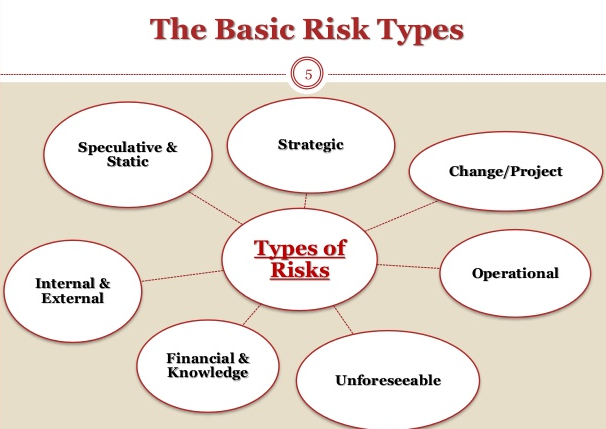 The Basic Risk Types
5
Speculative &
Static
Strategic
Change/Project
Types of
Risks
Internal &
External
Operational
Financial &
Knowledge
Unforeseeable